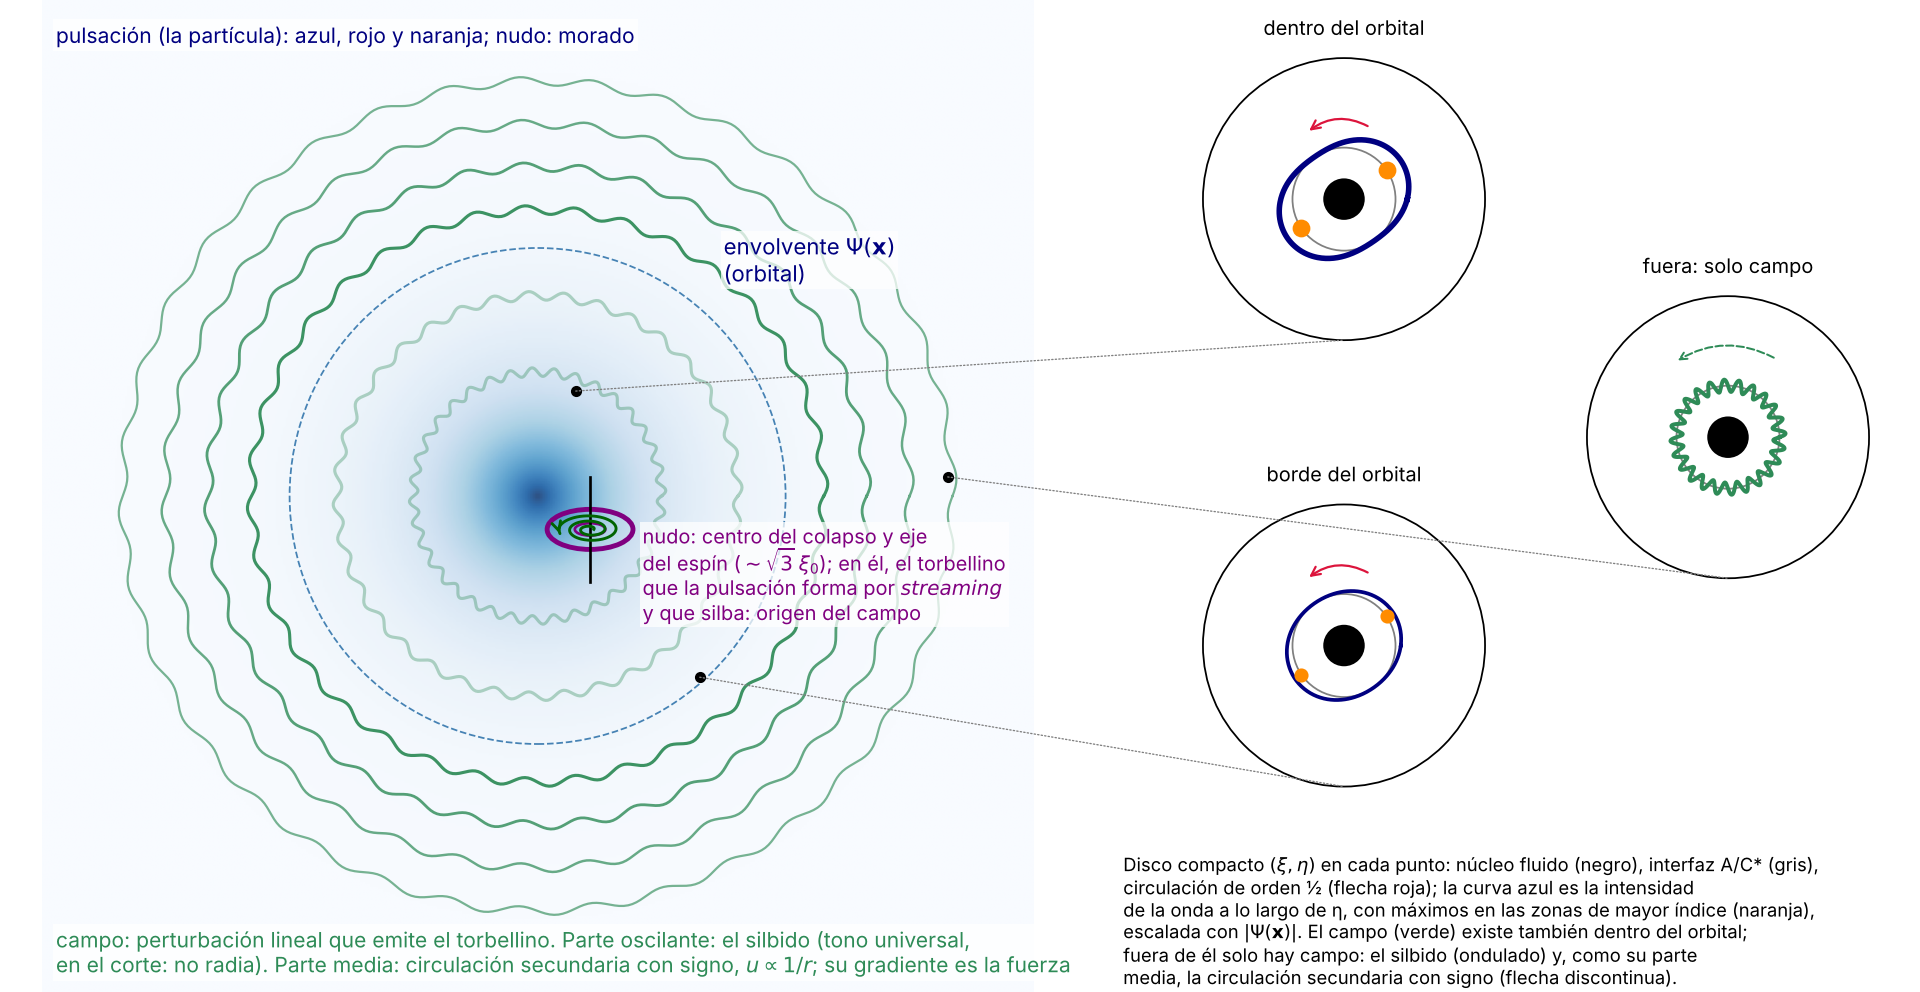 pulsación (la partícula): azul, rojo y naranja; nudo: morado
envolvente Ψ(x)
(orbital)
nudo: centro del colapso y eje
del espín (∼ √3 ξ₀); en él, el torbellino
que la pulsación forma por streaming
y que silba: origen del campo
campo: perturbación lineal que emite el torbellino. Parte oscilante: el silbido (tono universal,
en el corte: no radia). Parte media: circulación secundaria con signo, u ∝ 1/r; su gradiente es la fuerza
dentro del orbital
fuera: solo campo
borde del orbital
Disco compacto (ξ, η) en cada punto: núcleo fluido (negro), interfaz A/C* (gris),
circulación de orden ½ (flecha roja); la curva azul es la intensidad
de la onda a lo largo de η, con máximos en las zonas de mayor índice (naranja),
escalada con |Ψ(x)|. El campo (verde) existe también dentro del orbital;
fuera de él solo hay campo: el silbido (ondulado) y, como su parte
media, la circulación secundaria con signo (flecha discontinua).